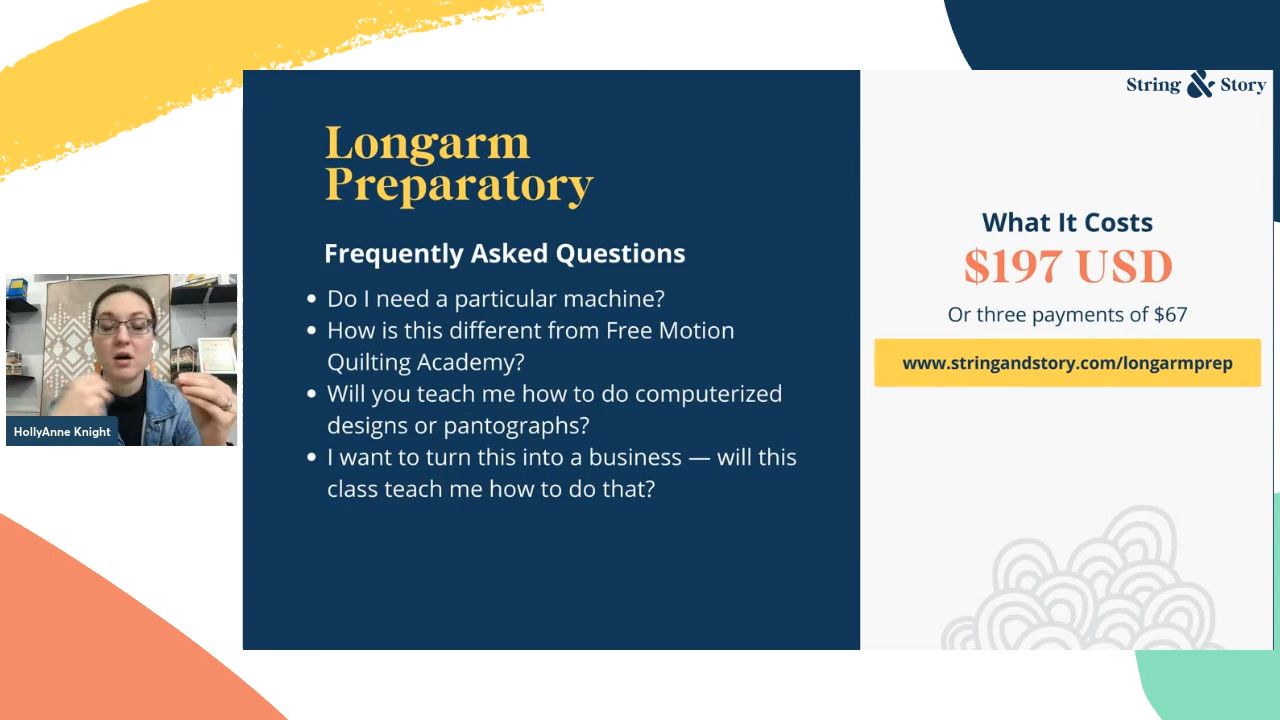 String & Story
Longarm
Preparatory
Frequently Asked Questions
• Do I need a particular machine?
• How is this different from Free Motion
Quilting Academy?
• Will you teach me how to do computerized
designs or pantographs?
• I want to turn this into a business — will this
class teach me how to do that?
What It Costs
$197 USD
Or three payments of $67
www.stringandstory.com/longarmprep
HollyAnne Knight